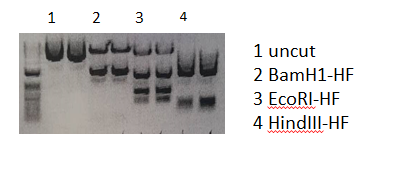 1 2 3 4
1 uncut
2 BamH1-HF
3 EcoRI-HF
4 HindIII-HF